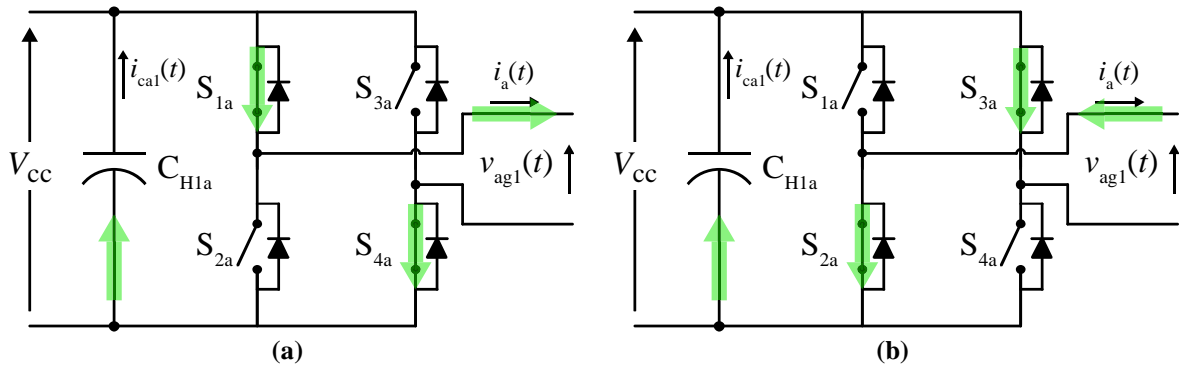 V_cc
i_ca1(t)
C_H1a
S_1a
S_2a
S_3a
S_4a
i_a(t)
v_ag1(t)
(a)
V_cc
i_ca1(t)
C_H1a
S_1a
S_2a
S_3a
S_4a
i_a(t)
v_ag1(t)
(b)